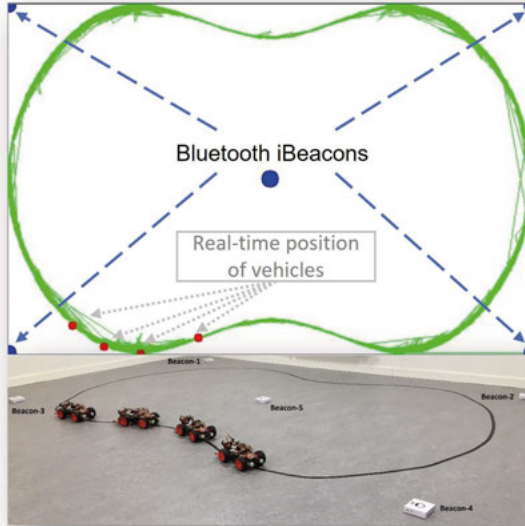 Bluetooth iBeacons
Real-time position
of vehicles
Beacon-1
Beacon-2
Beacon-3
Beacon-5
Beacon-4